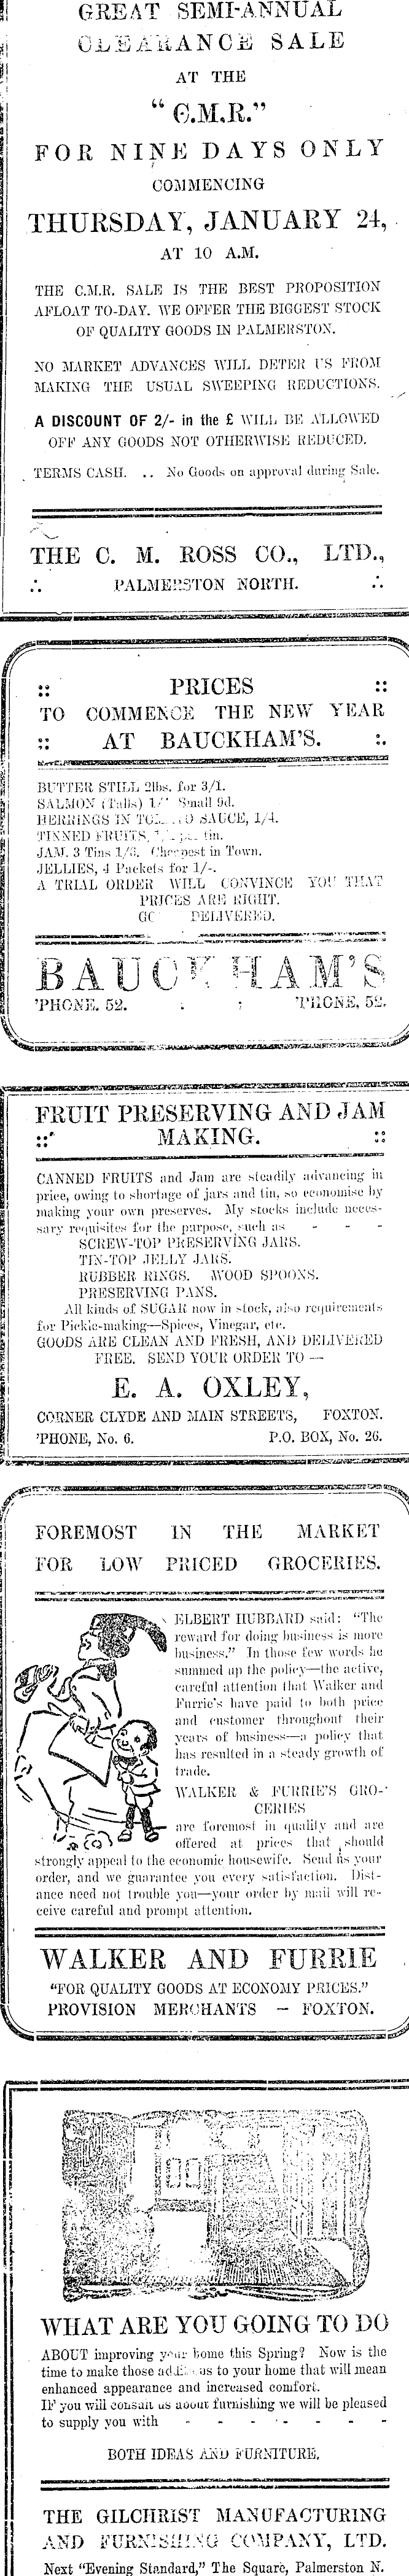 GREAT SEMI-ANNUAL
CLEARANCE SALE
AT THE
"C.M.R."
FOR NINE DAYS ONLY
COMMENCING
THURSDAY, JANUARY 24,
AT 10 A.M.
THE C.M.R. SALE IS THE BEST PROPOSITION
AFLOAT TO-DAY. WE OFFER THE BIGGEST STOCK
OF QUALITY GOODS IN PALMERSTON.
NO MARKET ADVANCES WILL DETER US FROM
MAKING THE USUAL SWEEPING REDUCTIONS.
A DISCOUNT OF 2/- in the £ WILL BE ALLOWED
OFF ANY GOODS NOT OTHERWISE REDUCED.
TERMS CASH. .. No Goods on approval during Sale.
THE C. M. ROSS CO., LTD.,
PALMERSTON NORTH.
PRICES
TO COMMENCE THE NEW YEAR
AT BAUCKHAM'S.
BUTTER STILL 2lbs. for 3/1.
SALMON (Talls) Small 9d.
HERRINGS IN SAUCE, 1/4.
TINNED FRUITS, tin.
JAM. 3 Tins Cheapest in Town.
JELLIES, 4 Packets for 1/-.
A TRIAL ORDER WILL CONVINCE YOU THAT
PRICES ARE RIGHT.
DELIVERED.
BAUCKHAM'S
'PHONE. 52. : : 'PHONE, 52.
FRUIT PRESERVING AND JAM
MAKING.
CANNED FRUITS and Jam are steadily advancing in
price, owing to shortage of jars and tin, so economise by
making your own preserves. My stocks include neces-
sary requisites for the purpose, such as - - -
SCREW-TOP PRESERVING JARS.
TIN-TOP JELLY JARS.
RUBBER RINGS. WOOD SPOONS.
PRESERVING PANS.
All kinds of SUGAR now in stock, also requirements
for Pickle-making—Spices, Vinegar, etc.
GOODS ARE CLEAN AND FRESH, AND DELIVERED
FREE. SEND YOUR ORDER TO —
E. A. OXLEY,
CORNER CLYDE AND MAIN STREETS, FOXTON.
'PHONE, No. 6. P.O. BOX, No. 26.
FOREMOST IN THE MARKET
FOR LOW PRICED GROCERIES.
ELBERT HUBBARD said: "The
reward for doing business is more
business." In those few words he
summed up the policy—the active,
careful attention that Walker and
Furrie's have paid to both price
and customer throughout their
years of business—a policy that
has resulted in a steady growth of
trade.
WALKER & FURRIE'S GRO-
CERIES
are foremost in quality and are
offered at prices that should
strongly appeal to the economic housewife. Send us your
order, and we guarantee you every satisfaction. Dist-
ance need not trouble you—your order by mail will re-
ceive careful and prompt attention.
WALKER AND FURRIE
"FOR QUALITY GOODS AT ECONOMY PRICES."
PROVISION MERCHANTS — FOXTON.
WHAT ARE YOU GOING TO DO
ABOUT improving your home this Spring? Now is the
time to make those additions to your home that will mean
enhanced appearance and increased comfort.
IF you will consult us about furnishing we will be pleased
to supply you with - - - - - -
BOTH IDEAS AND FURNITURE.
THE GILCHRIST MANUFACTURING
AND FURNISHING COMPANY, LTD.
Next "Evening Standard," The Square, Palmerston N.